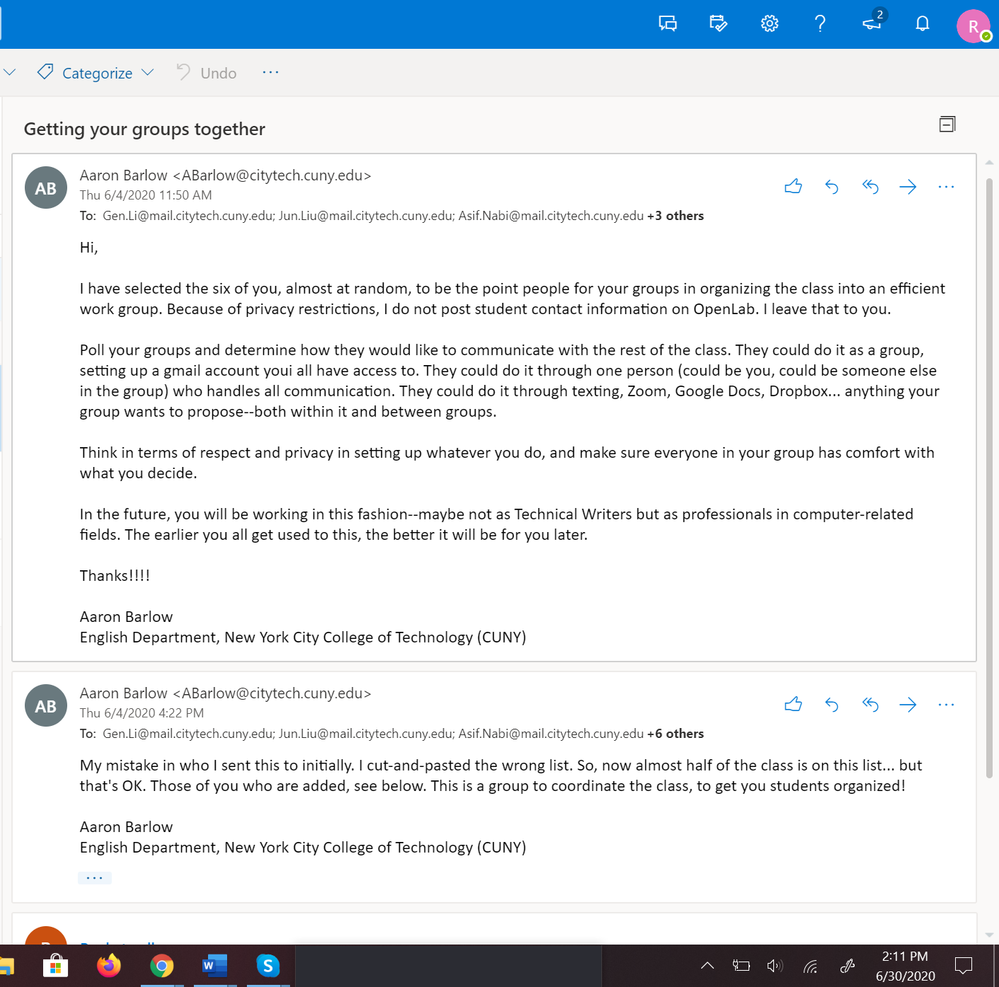 2
R
Categorize
Undo
Getting your groups together
AB
Aaron Barlow <ABarlow@citytech.cuny.edu>
Thu 6/4/2020 11:50 AM
To: Gen.Li@mail.citytech.cuny.edu; Jun.Liu@mail.citytech.cuny.edu; Asif.Nabi@mail.citytech.cuny.edu +3 others
Hi,
I have selected the six of you, almost at random, to be the point people for your groups in organizing the class into an efficient
work group. Because of privacy restrictions, I do not post student contact information on OpenLab. I leave that to you.
Poll your groups and determine how they would like to communicate with the rest of the class. They could do it as a group,
setting up a gmail account youi all have access to. They could do it through one person (could be you, could be someone else
in the group) who handles all communication. They could do it through texting, Zoom, Google Docs, Dropbox... anything your
group wants to propose--both within it and between groups.
Think in terms of respect and privacy in setting up whatever you do, and make sure everyone in your group has comfort with
what you decide.
In the future, you will be working in this fashion--maybe not as Technical Writers but as professionals in computer-related
fields. The earlier you all get used to this, the better it will be for you later.
Thanks!!!!
Aaron Barlow
English Department, New York City College of Technology (CUNY)
AB
Aaron Barlow <ABarlow@citytech.cuny.edu>
Thu 6/4/2020 4:22 PM
To: Gen.Li@mail.citytech.cuny.edu; Jun.Liu@mail.citytech.cuny.edu; Asif.Nabi@mail.citytech.cuny.edu +6 others
My mistake in who I sent this to initially. I cut-and-pasted the wrong list. So, now almost half of the class is on this list... but
that's OK. Those of you who are added, see below. This is a group to coordinate the class, to get you students organized!
Aaron Barlow
English Department, New York City College of Technology (CUNY)
W
S
2:11 PM
6/30/2020